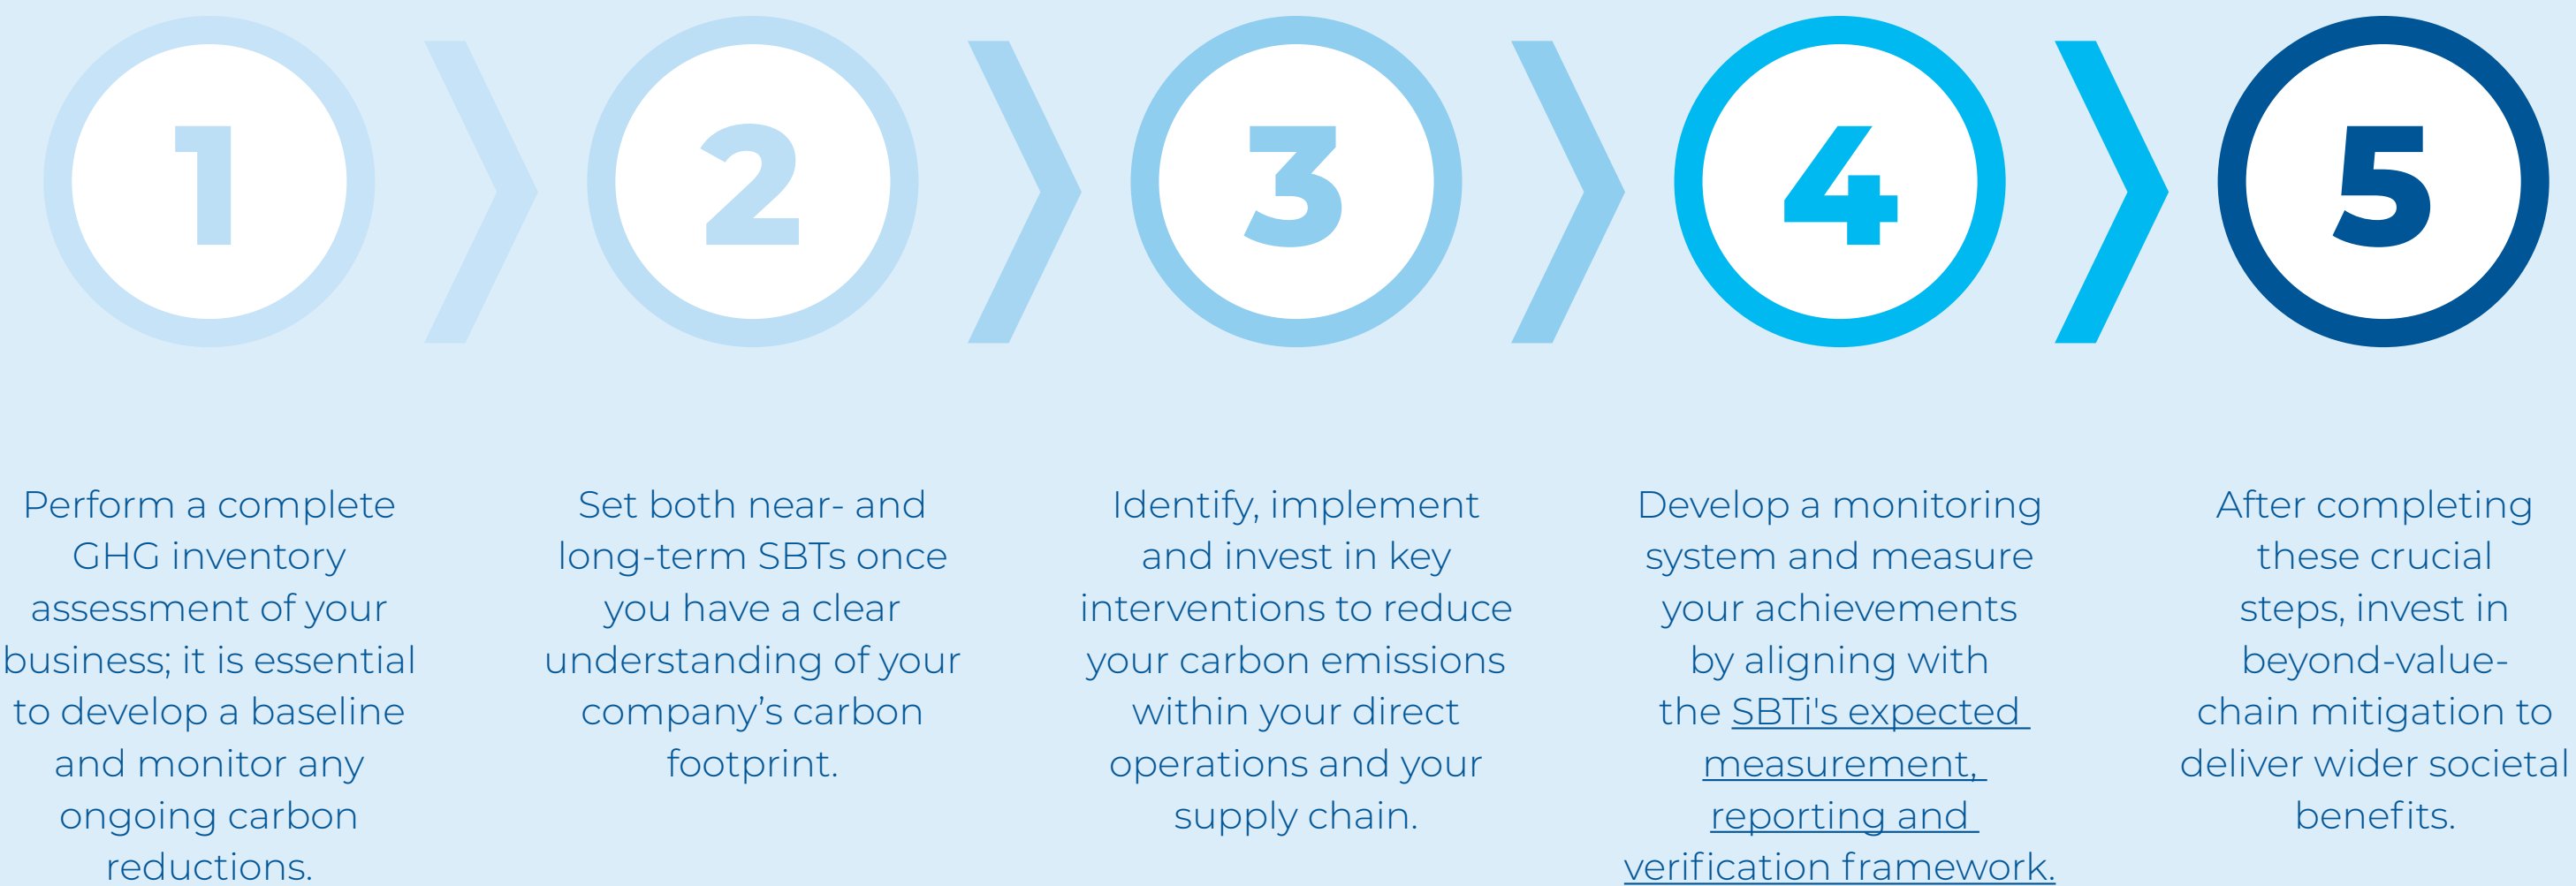 1
Perform a complete
GHG inventory
assessment of your
business; it is essential
to develop a baseline
and monitor any
ongoing carbon
reductions.
2
Set both near- and
long-term SBTs once
you have a clear
understanding of your
company’s carbon
footprint.
3
Identify, implement
and invest in key
interventions to reduce
your carbon emissions
within your direct
operations and your
supply chain.
4
Develop a monitoring
system and measure
your achievements
by aligning with
the SBTi's expected
measurement,
reporting and
verification framework.
5
After completing
these crucial
steps, invest in
beyond-value-
chain mitigation to
deliver wider societal
benefits.